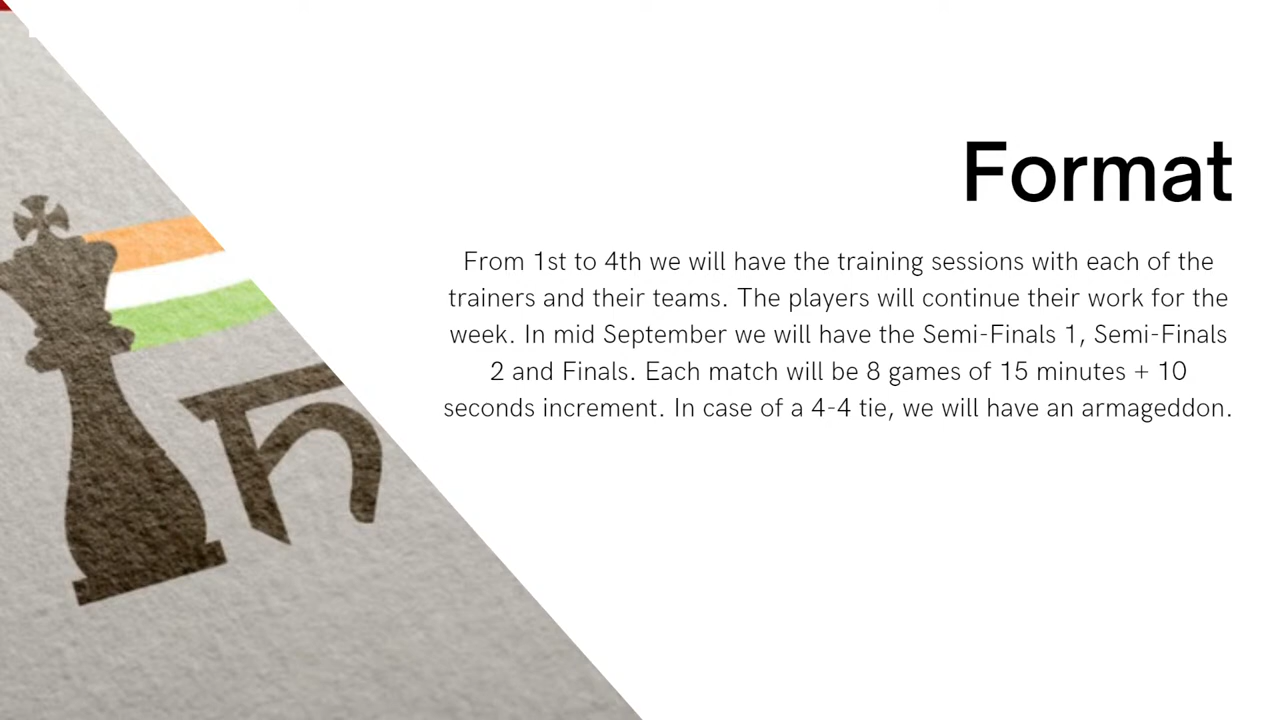 Format
From 1st to 4th we will have the training sessions with each of the
trainers and their teams. The players will continue their work for the
week. In mid September we will have the Semi-Finals 1, Semi-Finals
2 and Finals. Each match will be 8 games of 15 minutes + 10
seconds increment. In case of a 4-4 tie, we will have an armageddon.